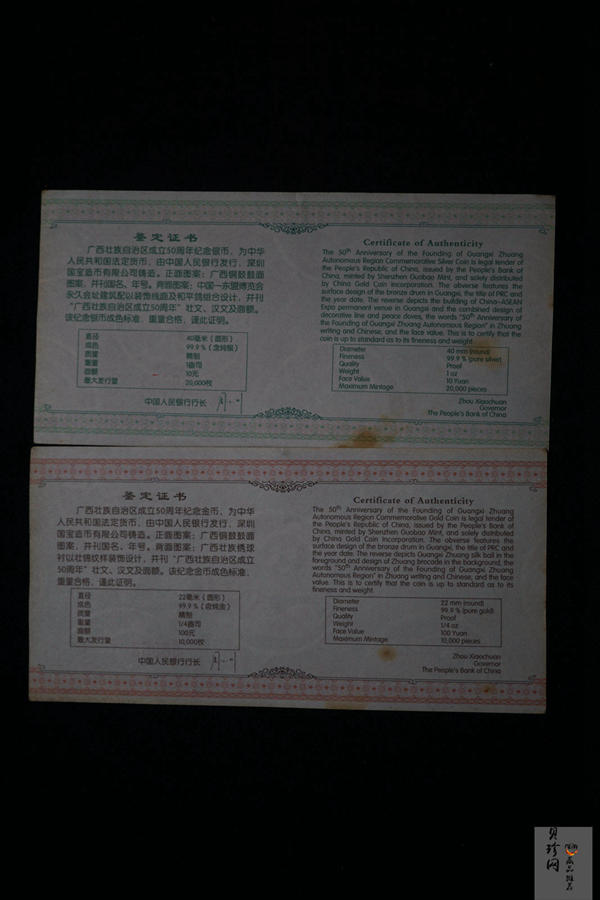 鉴定证书
广西壮族自治区成立50周年纪念银币，为中华
人民共和国法定货币，由中国人民银行发行，深圳
国宝造币有限公司铸造。正面图案：广西铜鼓鼓面
图案，并刊国名、年号。背面图案：中国—东盟博览会
永久会址建筑配以装饰线面及和平鸽组合设计，并刊
“广西壮族自治区成立50周年”壮文、汉文及面额。
该纪念银币成色标准，重量合格，谨此证明。
直径 40毫米（圆形）
成色 99.9％（含纯银）
质量 精制
重量 1盎司
面额 10元
最大发行量 20,000枚
中国人民银行行长
Certificate of Authenticity
The 50th Anniversary of the Founding of Guangxi Zhuang
Autonomous Region Commemorative Silver Coin is legal tender of
the People's Republic of China, issued by the People's Bank of
China, minted by Shenzhen Guobao Mint, and solely distributed
by China Gold Coin Incorporation. The obverse features the
surface design of the bronze drum in Guangxi, the title of PRC and
the year date. The reverse depicts the building of China-ASEAN
Expo permanent venue in Guangxi and the combined design of
decorative line and peace doves, the words "50th Anniversary of
the Founding of Guangxi Zhuang Autonomous Region" in Zhuang
writing and Chinese, and the face value. This is to certify that the
coin is up to standard as to its fineness and weight.
Diameter 40 mm (round)
Fineness 99.9 % (pure silver)
Quality Proof
Weight 1 oz
Face Value 10 Yuan
Maximum Mintage 20,000 pieces
Zhou Xiaochuan
Governor
The People's Bank of China
鉴定证书
广西壮族自治区成立50周年纪念金币，为中华
人民共和国法定货币，由中国人民银行发行，深圳
国宝造币有限公司铸造。正面图案：广西铜鼓鼓面
图案，并刊国名、年号。背面图案：广西壮族绣球
衬以壮锦纹样装饰设计，并刊“广西壮族自治区成立
50周年”壮文、汉文及面额。该纪念金币成色标准，
重量合格，谨此证明。
直径 22毫米（圆形）
成色 99.9％（含纯金）
质量 精制
重量 1/4盎司
面额 100元
最大发行量 10,000枚
中国人民银行行长
Certificate of Authenticity
The 50th Anniversary of the Founding of Guangxi Zhuang
Autonomous Region Commemorative Gold Coin is legal tender of
the People's Republic of China, issued by the People's Bank of
China, minted by Shenzhen Guobao Mint, and solely distributed
by China Gold Coin Incorporation. The obverse features the
surface design of the bronze drum in Guangxi, the title of PRC and
the year date. The reverse depicts Guangxi Zhuang silk ball in the
foreground and design of Zhuang brocade in the background, the
words "50th Anniversary of the Founding of Guangxi Zhuang
Autonomous Region" in Zhuang writing and Chinese, and the face
value. This is to certify that the coin is up to standard as to its
fineness and weight.
Diameter 22 mm (round)
Fineness 99.9 % (pure gold)
Quality Proof
Weight 1/4 oz
Face Value 100 Yuan
Maximum Mintage 10,000 pieces
Zhou Xiaochuan
Governor
The People's Bank of China
贝珍网
藏品推荐